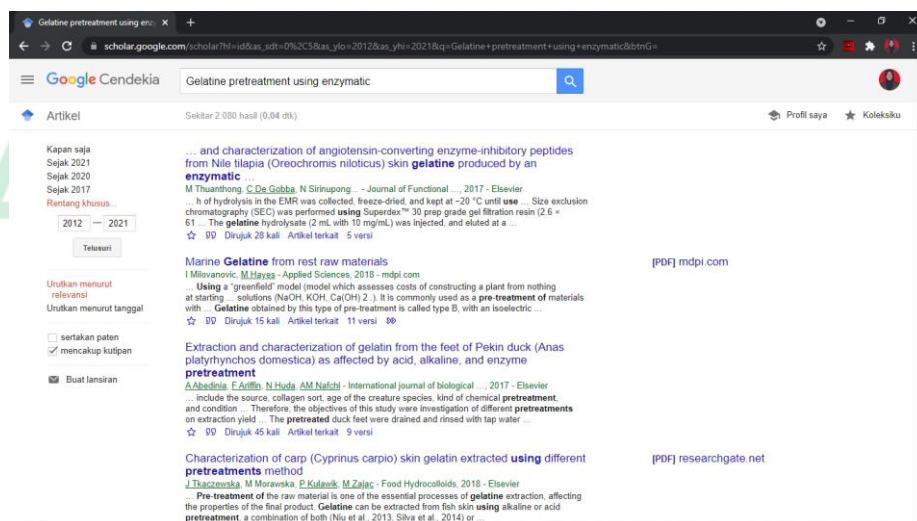 Gelatine pretreatment using enz
scholar.google.com/scholar?hl=id&as_sdt=0%2C5&as_ylo=2012&as_yhi=2021&q=Gelatine+pretreatment+using+enzymatic&btnG=
Google Cendekia
Gelatine pretreatment using enzymatic
Artikel
Sekitar 2.080 hasil (0,04 dtk)
Profil saya
Koleksiku
Kapan saja
Sejak 2021
Sejak 2020
Sejak 2017
Rentang khusus...
2012 — 2021
Telusuri
Urutkan menurut
relevansi
Urutkan menurut tanggal
sertakan paten
mencakup kutipan
Buat lansiran
... and characterization of angiotensin-converting enzyme-inhibitory peptides
from Nile tilapia (Oreochromis niloticus) skin gelatine produced by an
enzymatic ...
M Thuanthong, C De Gobba, N Sirinupong... - Journal of Functional ..., 2017 - Elsevier
... h of hydrolysis in the EMR was collected, freeze-dried, and kept at −20 °C until use ... Size exclusion
chromatography (SEC) was performed using Superdex™ 30 prep grade gel filtration resin (2.6 ×
61 ... The gelatine hydrolysate (2 mL with 10 mg/mL) was injected, and eluted at a ...
Dirujuk 28 kali Artikel terkait 5 versi
Marine Gelatine from rest raw materials
[PDF] mdpi.com
I Milovanovic, M Hayes - Applied Sciences, 2018 - mdpi.com
... Using a "greenfield" model (model which assesses costs of constructing a plant from nothing
at starting ... solutions (NaOH, KOH, Ca(OH) 2 .). It is commonly used as a pre-treatment of materials
with ... Gelatine obtained by this type of pre-treatment is called type B, with an isoelectric ...
Dirujuk 15 kali Artikel terkait 11 versi
Extraction and characterization of gelatin from the feet of Pekin duck (Anas
platyrhynchos domestica) as affected by acid, alkaline, and enzyme
pretreatment
A Abedinia, F Ariffin, N Huda, AM Nafchi - International journal of biological ..., 2017 - Elsevier
... include the source, collagen sort, age of the creature species, kind of chemical pretreatment,
and condition ... Therefore, the objectives of this study were investigation of different pretreatments
on extraction yield ... The pretreated duck feet were drained and rinsed with tap water ...
Dirujuk 45 kali Artikel terkait 9 versi
Characterization of carp (Cyprinus carpio) skin gelatin extracted using different
pretreatments method
[PDF] researchgate.net
J Tkaczewska, M Morawska, P Kulawik, M Zając - Food Hydrocolloids, 2018 - Elsevier
... Pre-treatment of the raw material is one of the essential processes of gelatine extraction, affecting
the properties of the final product. Gelatine can be extracted from fish skin using alkaline or acid
pretreatment, a combination of both (Niu et al., 2013, Silva et al., 2014) or ...